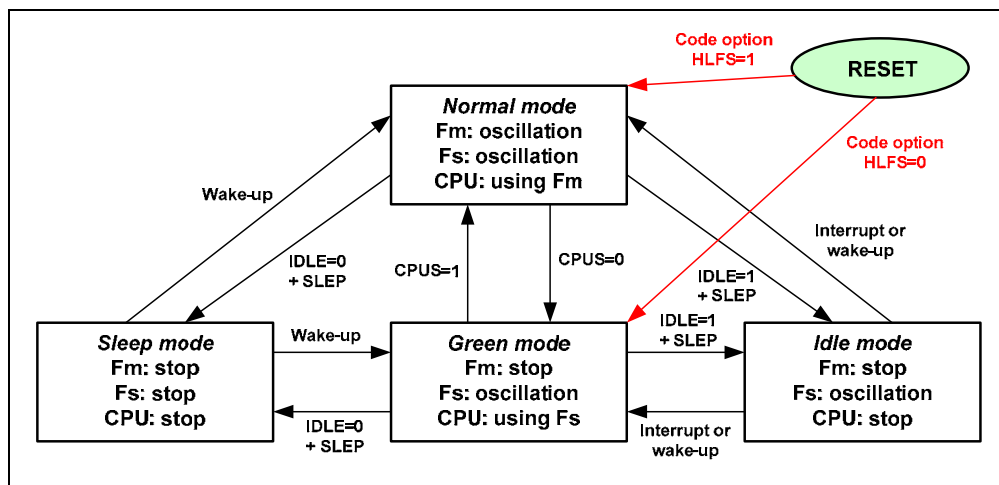 Code option
HLFS=1
RESET
Normal mode
Fm: oscillation
Fs: oscillation
CPU: using Fm
Code option
HLFS=0
Wake-up
Interrupt or
wake-up
IDLE=0
+ SLEP
CPUS=1
CPUS=0
IDLE=1
+ SLEP
Sleep mode
Fm: stop
Fs: stop
CPU: stop
Wake-up
IDLE=0
+ SLEP
Green mode
Fm: stop
Fs: oscillation
CPU: using Fs
IDLE=1
+ SLEP
Interrupt or
wake-up
Idle mode
Fm: stop
Fs: oscillation
CPU: stop